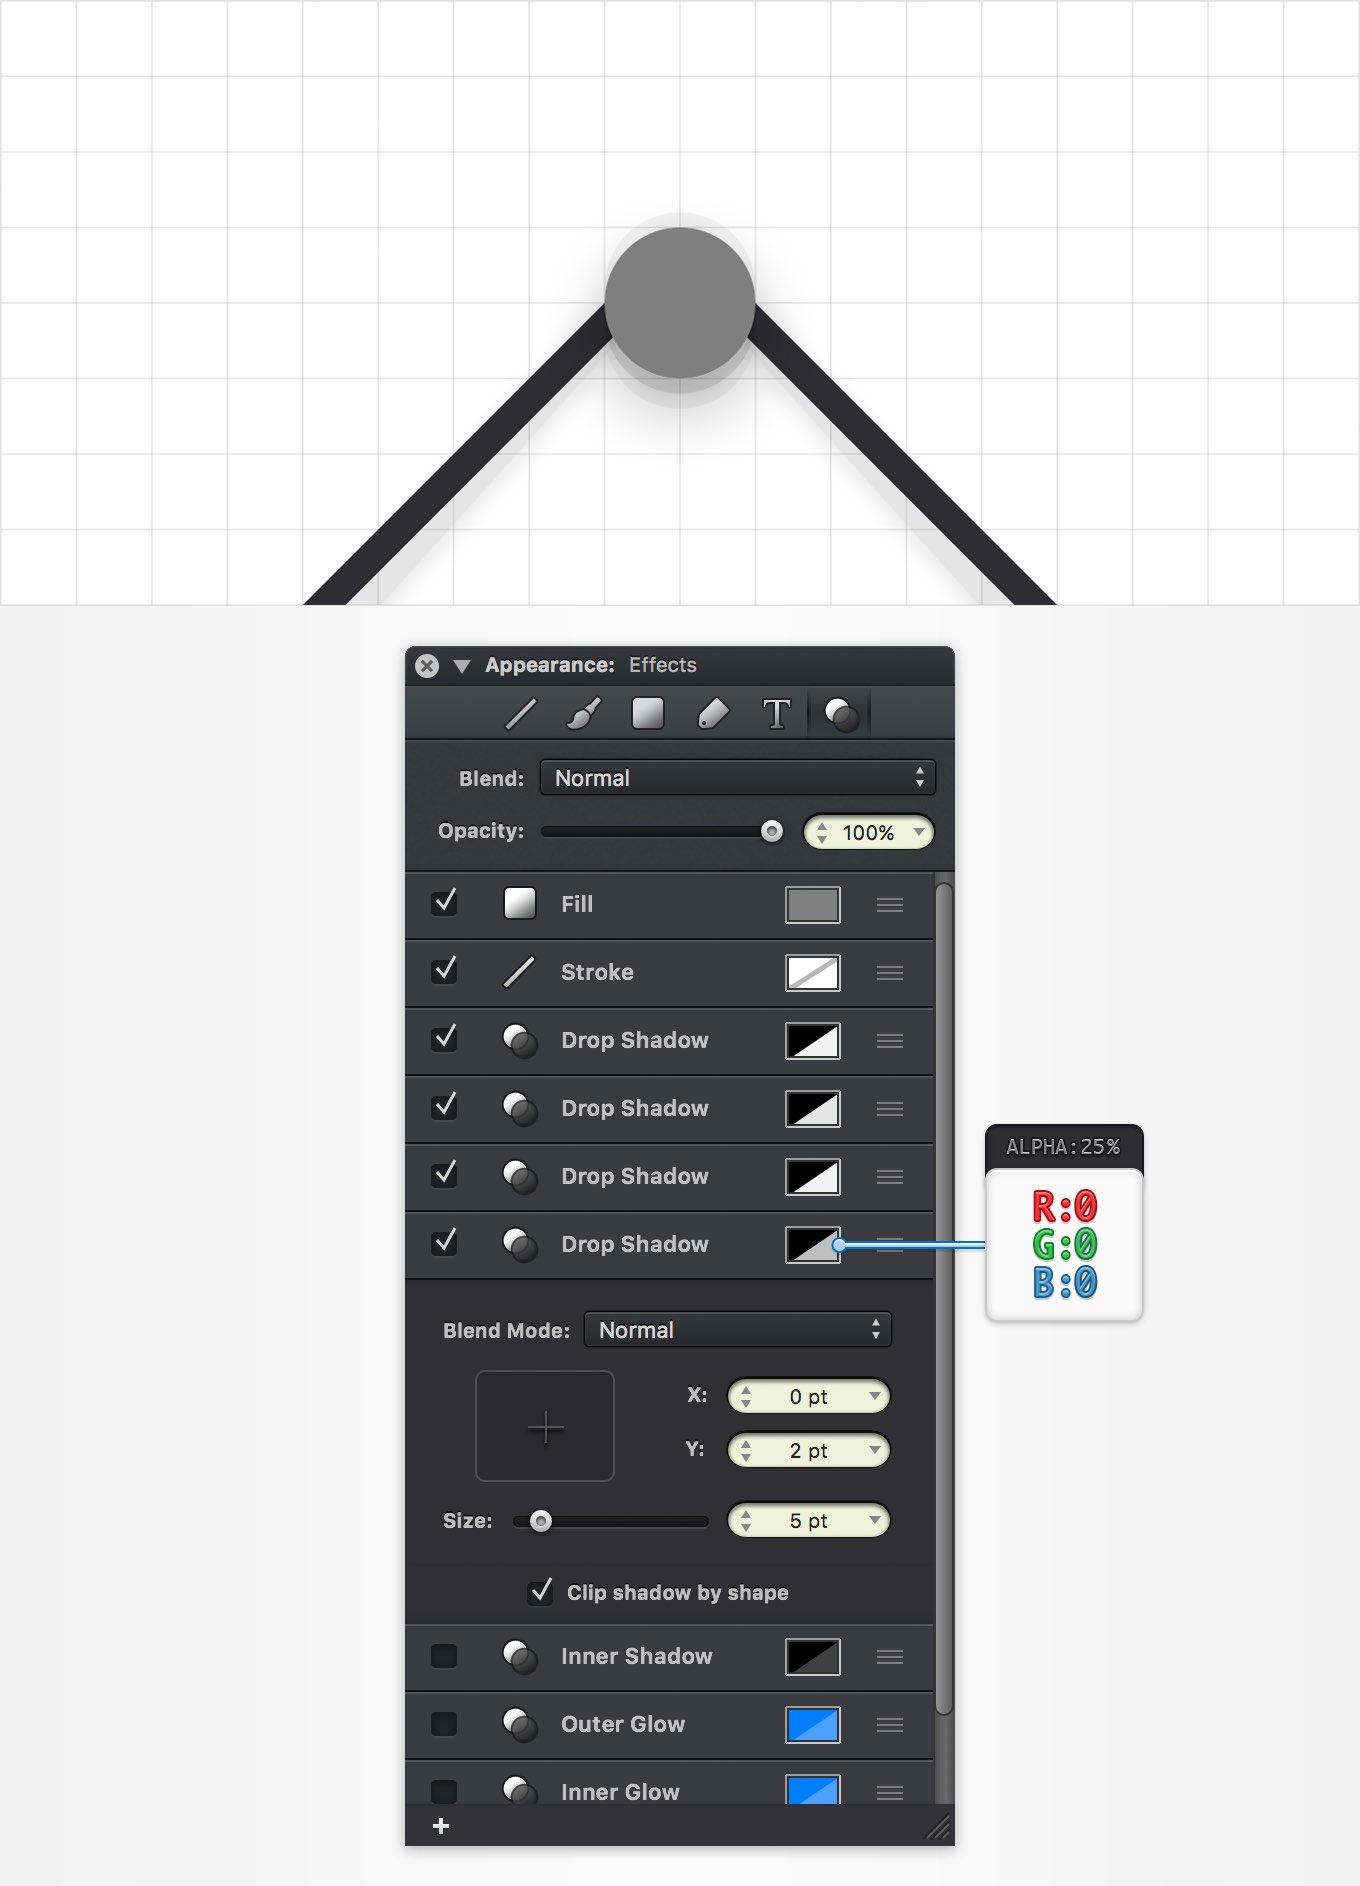 Appearance: Effects
T
Blend: Normal
Opacity: 100%
Fill
Stroke
Drop Shadow
Drop Shadow
Drop Shadow
Drop Shadow
ALPHA:25%
R:0
G:0
B:0
Blend Mode: Normal
X: 0 pt
Y: 2 pt
Size: 5 pt
Clip shadow by shape
Inner Shadow
Outer Glow
Inner Glow